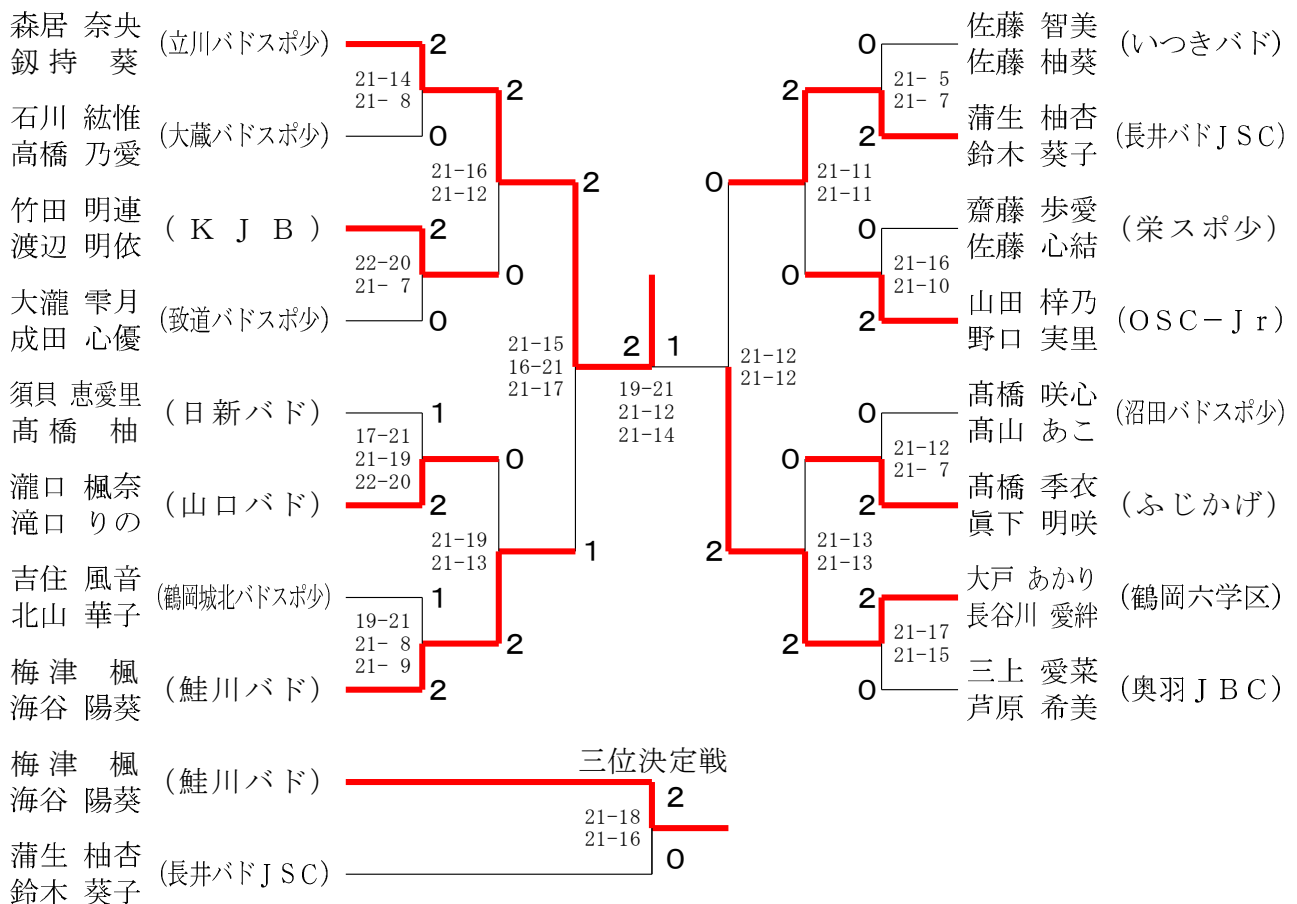 森居 奈央
釼持 葵
(立川バドスポ少)
2
21-14
21- 8
石川 紘惟
高橋 乃愛
(大蔵バドスポ少)
0
2
21-16
21-12
竹田 明連
渡辺 明依
(ＫＪＢ)
2
22-20
21- 7
0
大瀧 雫月
成田 心優
(致道バドスポ少)
0
2
21-15
16-21
21-17
須貝 恵愛里
髙橋 柚
(日新バド)
1
17-21
21-19
22-20
0
瀧口 楓奈
滝口 りの
(山口バド)
2
21-19
21-13
1
吉住 風音
北山 華子
(鶴岡城北バドスポ少)
1
19-21
21- 8
21- 9
2
梅津 楓
海谷 陽葵
(鮭川バド)
2
2 1
19-21
21-12
21-14
佐藤 智美
佐藤 柚葵
(いつきバド)
0
21- 5
21- 7
2
蒲生 柚杏
鈴木 葵子
(長井バドＪＳＣ)
2
0
21-11
21-11
齋藤 歩愛
佐藤 心結
(栄スポ少)
0
21-16
21-10
0
山田 梓乃
野口 実里
(ＯＳＣ－Ｊｒ)
2
21-12
21-12
髙橋 咲心
髙山 あこ
(沼田バドスポ少)
0
21-12
21- 7
0
髙橋 季衣
眞下 明咲
(ふじかげ)
2
21-13
21-13
2
大戸 あかり
長谷川 愛絆
(鶴岡六学区)
2
21-17
21-15
2
三上 愛菜
芦原 希美
(奥羽ＪＢＣ)
0
三位決定戦
梅津 楓
海谷 陽葵
(鮭川バド)
2
21-18
21-16
蒲生 柚杏
鈴木 葵子
(長井バドＪＳＣ)
0